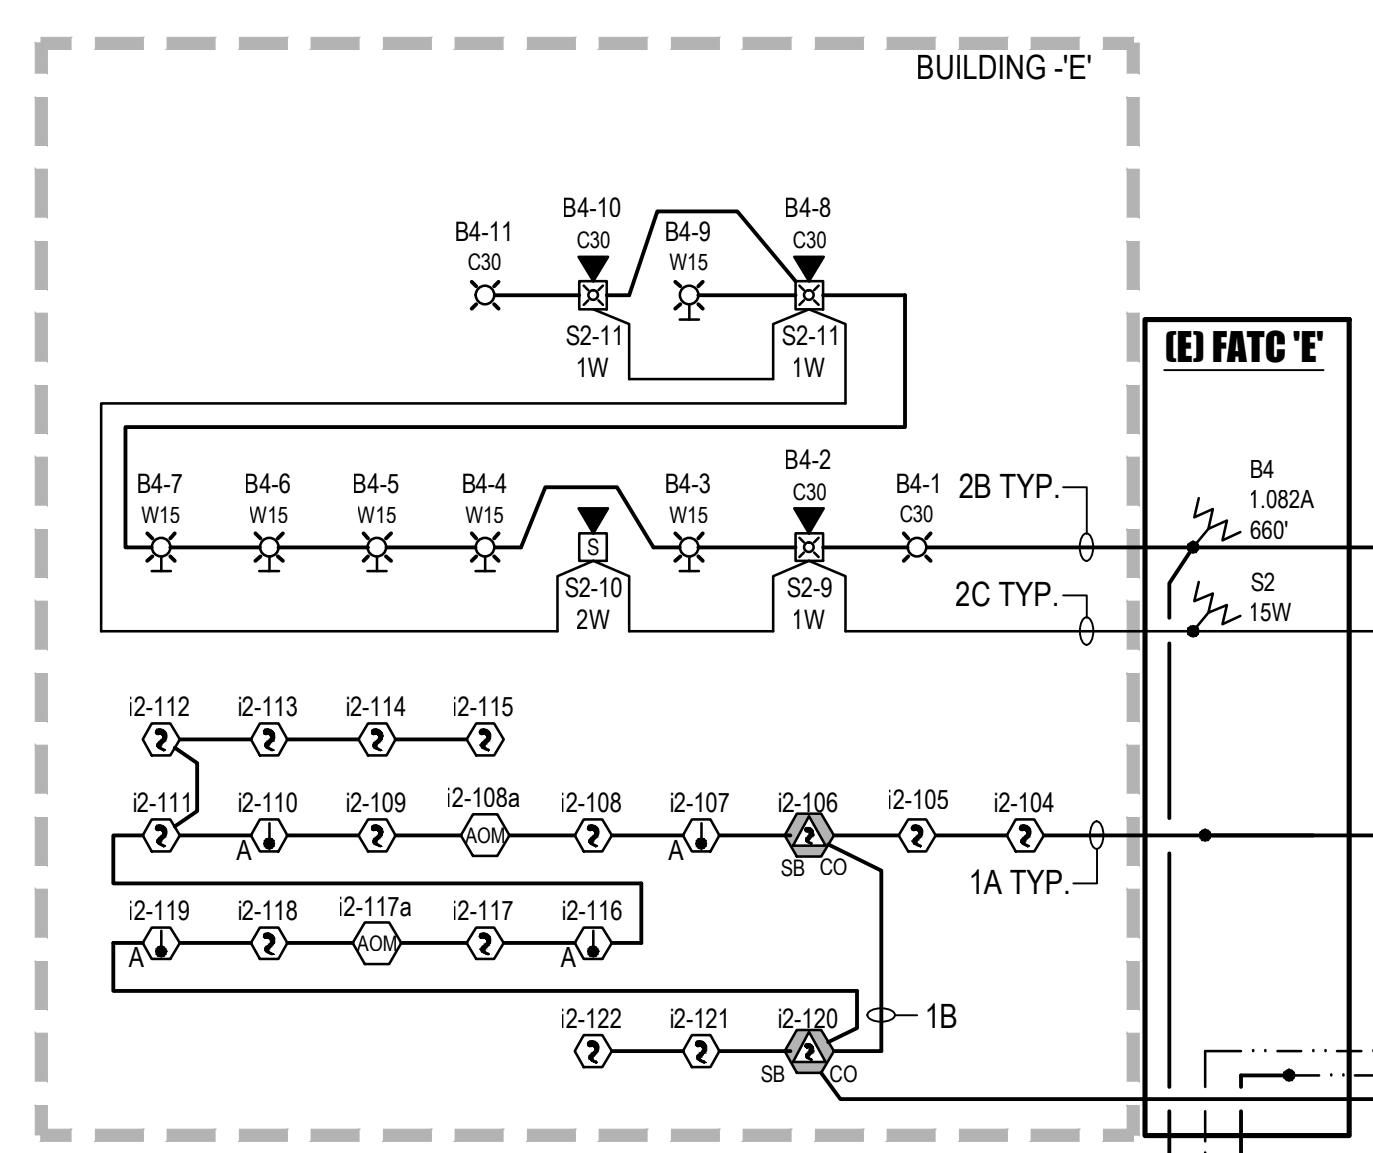 BUILDING -'E'
B4-10
B4-8
B4-11
C30
B4-9
C30
C30
W15
S2-11
S2-11
1W
1W
(E) FATC 'E'
B4-7
B4-6
B4-5
B4-4
B4-3
B4-2
B4-1
2B TYP.
W15
W15
W15
W15
W15
C30
C30
B4
1.082A
660'
S
S2-10
S2-9
2C TYP.
S2
2W
1W
15W
i2-112
i2-113
i2-114
i2-115
i2-111
i2-110
i2-109
i2-108a
i2-108
i2-107
i2-106
i2-105
i2-104
A
AOM
A
SB
CO
1A TYP.
i2-119
i2-118
i2-117a
i2-117
i2-116
A
AOM
A
i2-122
i2-121
i2-120
1B
SB
CO